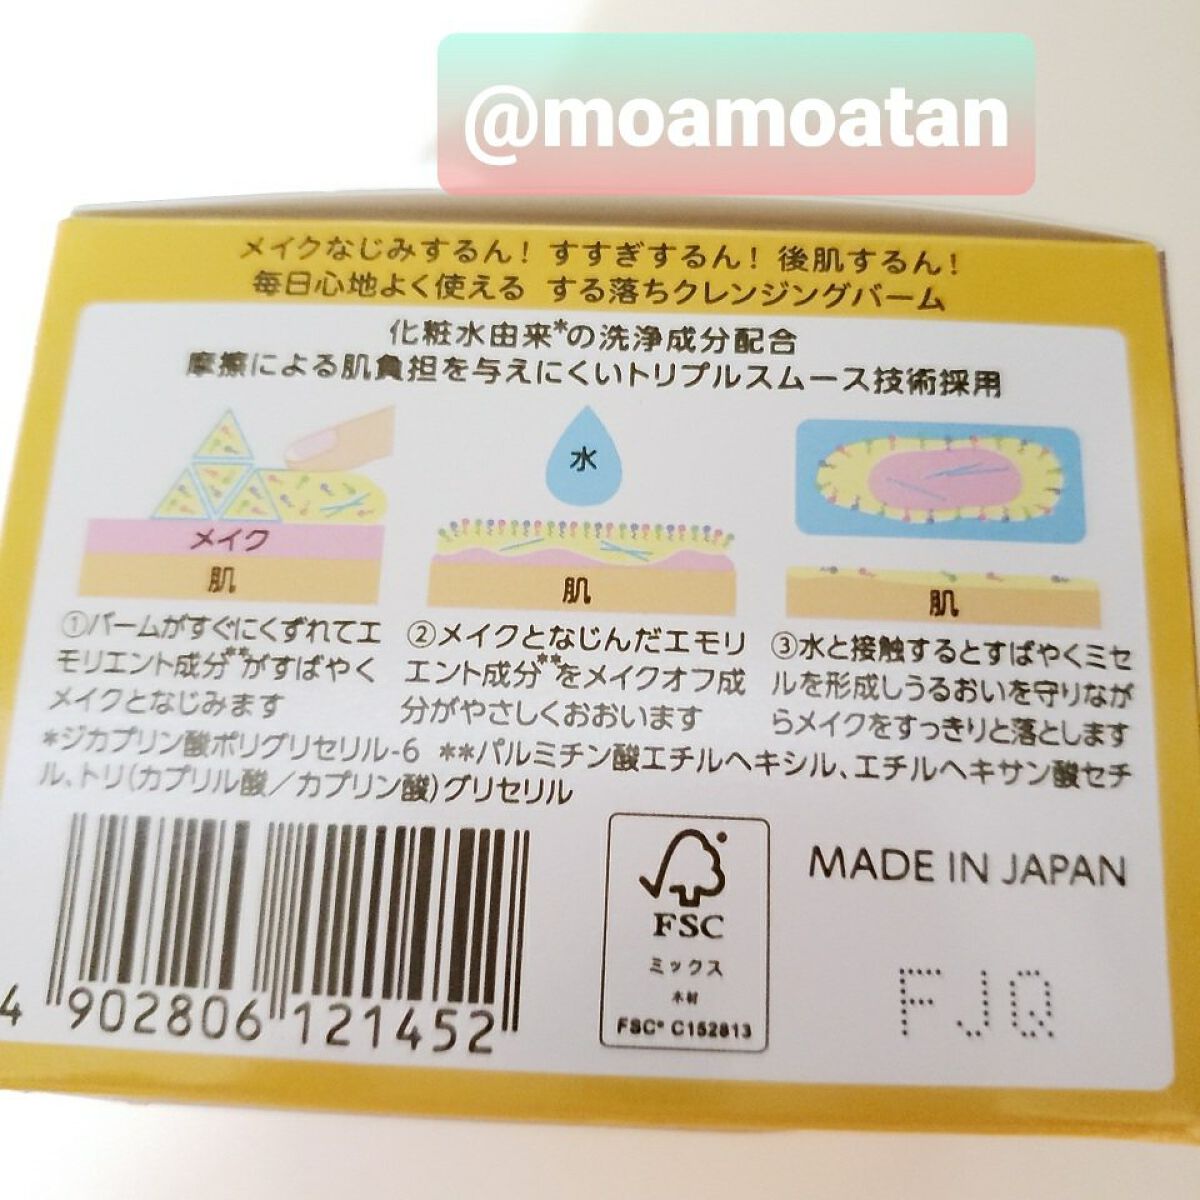 @moamoatan
メイクなじみするん! すすぎするん! 後肌するん!
毎日心地よく使える する落ちクレンジングバーム
化粧水由来*の洗浄成分配合
摩擦による肌負担を与えにくいトリプルスムース技術採用
メイク
肌
水
肌
肌
①バームがすぐにくずれてエ
モリエント成分**がすばやく
メイクとなじみます
②メイクとなじんだエモリ
エント成分**をメイクオフ成
分がやさしくおおいます
③水と接触するとすばやくミセ
ルを形成しうるおいを守りなが
らメイクをすっきりと落とします
*ジカプリン酸ポリグリセリル-6 **パルミチン酸エチルヘキシル、エチルヘキサン酸セチ
ル、トリ(カプリル酸/カプリン酸)グリセリル
4 902806 121452
FSC
ミックス
木材
FSC® C152813
MADE IN JAPAN
FJQ